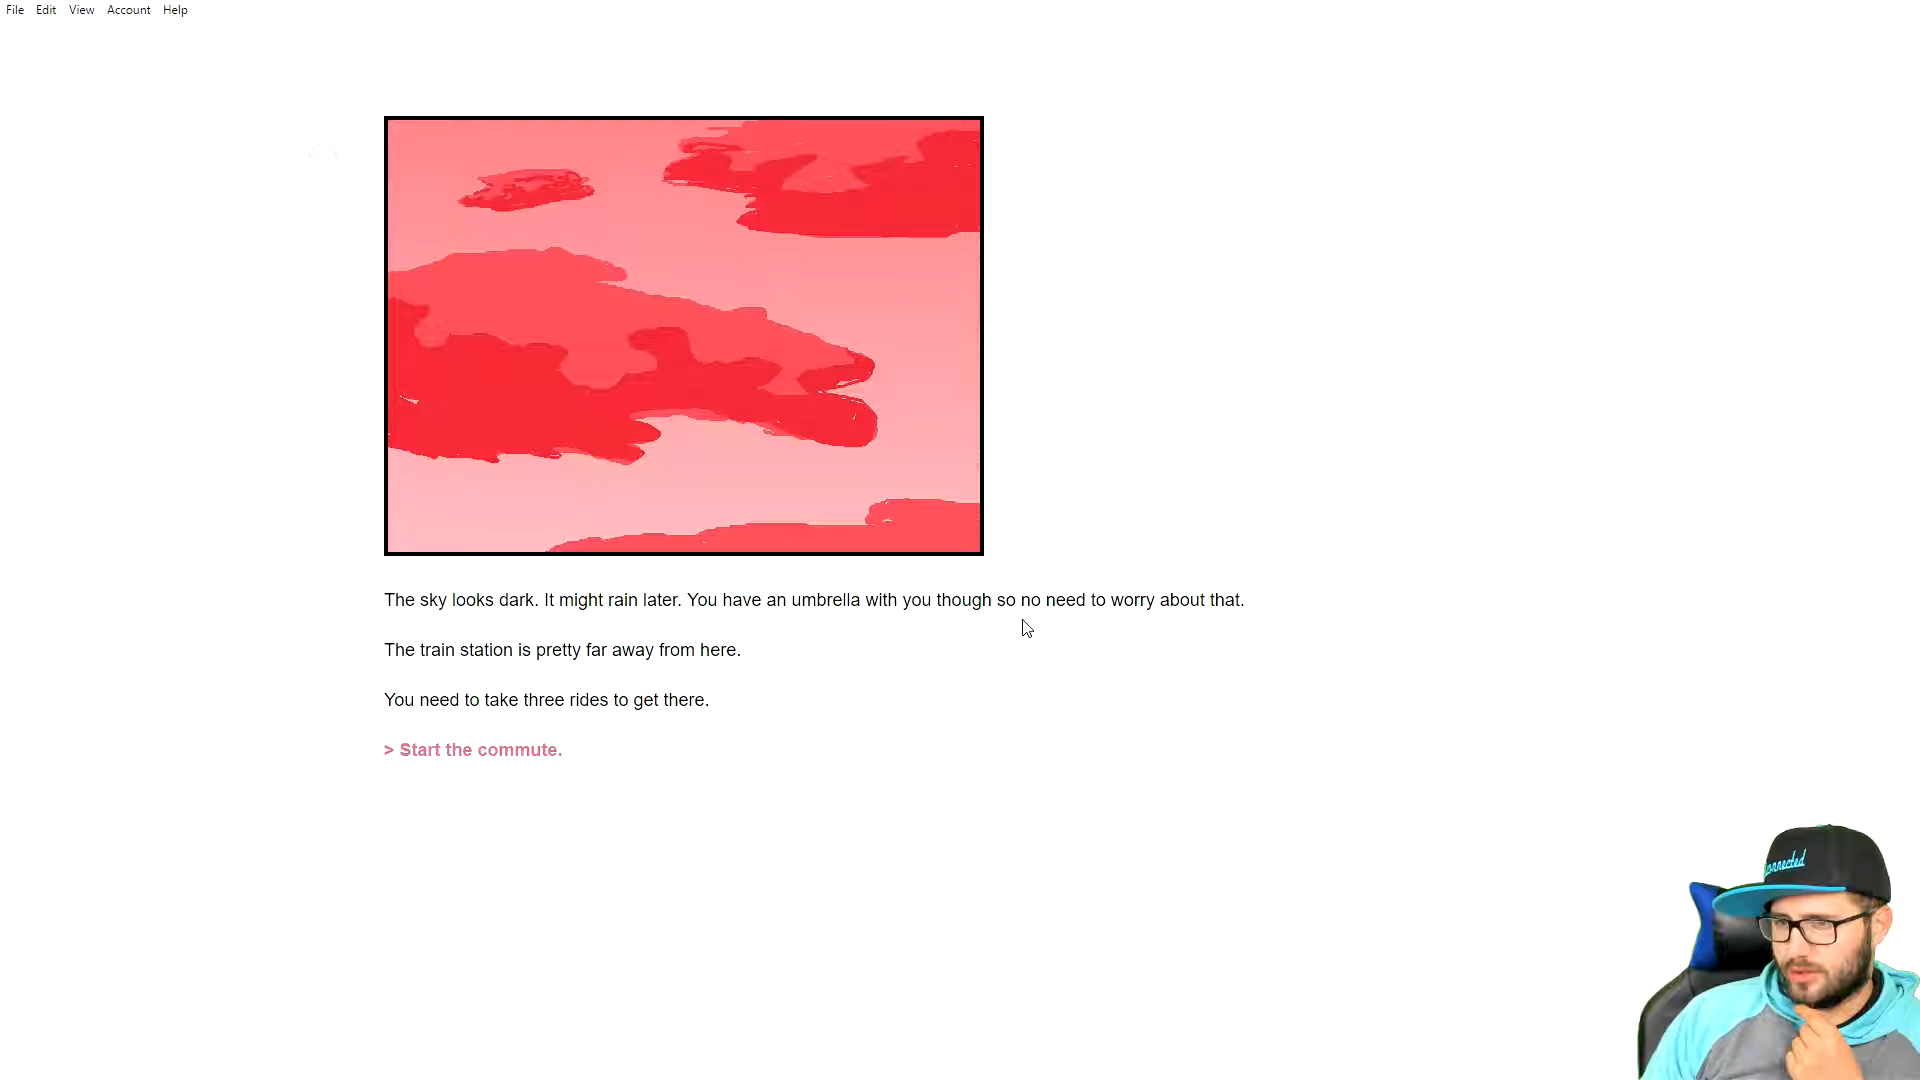 File Edit View Account Help
The sky looks dark. It might rain later. You have an umbrella with you though so no need to worry about that.
The train station is pretty far away from here.
You need to take three rides to get there.
> Start the commute.